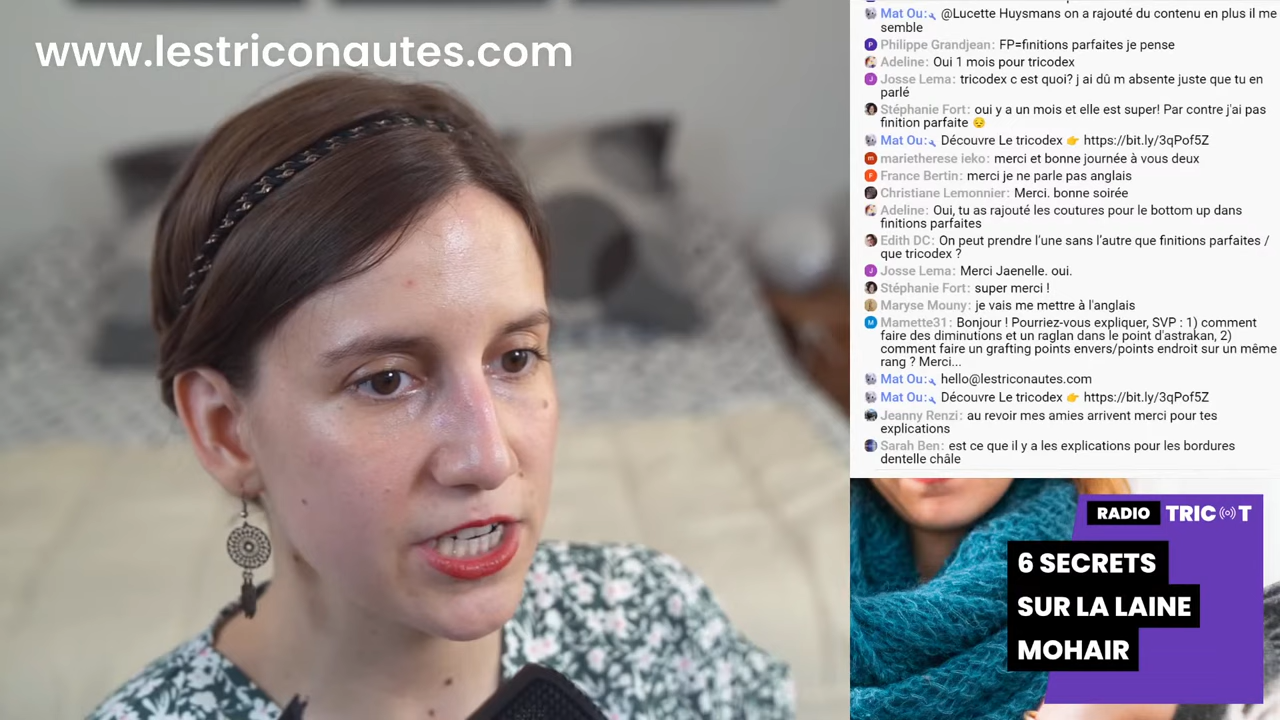 www.lestriconautes.com
Mat Ou: @Lucette Huysmans on a rajouté du contenu en plus il me
semble
Philippe Grandjean: FP=finitions parfaites je pense
Adeline: Oui 1 mois pour tricodex
Josse Lema: tricodex c est quoi? j ai dû m absente juste que tu en
parlé
Stéphanie Fort: oui y a un mois et elle est super! Par contre j'ai pas
finition parfaite 😔
Mat Ou: Découvre Le tricodex 👉 https://bit.ly/3qPof5Z
marietherese ieko: merci et bonne journée à vous deux
France Bertin: merci je ne parle pas anglais
Christiane Lemonnier: Merci. bonne soirée
Adeline: Oui, tu as rajouté les coutures pour le bottom up dans
finitions parfaites
Edith DC: On peut prendre l'une sans l'autre que finitions parfaites /
que tricodex ?
Josse Lema: Merci Jaenelle. oui.
Stéphanie Fort: super merci !
Maryse Mouny: je vais me mettre à l'anglais
Mamette31: Bonjour ! Pourriez-vous expliquer, SVP : 1) comment
faire des diminutions et un raglan dans le point d'astrakan, 2)
comment faire un grafting points envers/points endroit sur un même
rang ? Merci...
Mat Ou: hello@lestriconautes.com
Mat Ou: Découvre Le tricodex 👉 https://bit.ly/3qPof5Z
Jeanny Renzi: au revoir mes amies arrivent merci pour tes
explications
Sarah Ben: est ce que il y a les explications pour les bordures
dentelle châle
RADIO TRICOT
6 SECRETS
SUR LA LAINE
MOHAIR